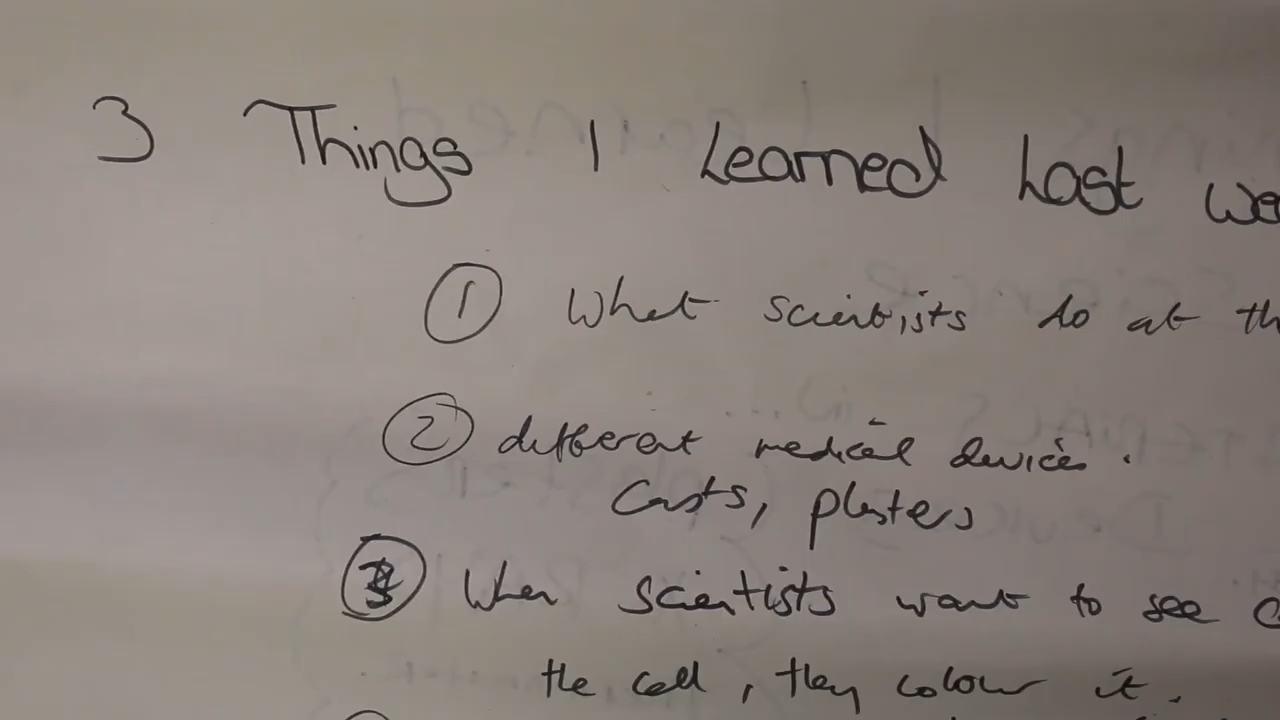 3 Things I Learned Last we
① What scientists do at th
② different medical devices.
Casts, plasters
③ When scientists want to see
the cell, they colour it.